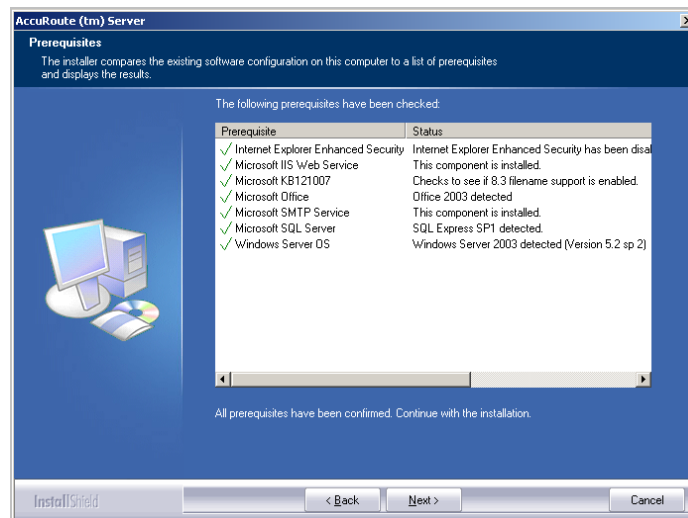 AccuRoute (tm) Server
Prerequisites
The installer compares the existing software configuration on this computer to a list of prerequisites
and displays the results.
The following prerequisites have been checked:
Prerequisite Status
Internet Explorer Enhanced Security Internet Explorer Enhanced Security has been disal
Microsoft IIS Web Service This component is installed.
Microsoft KB121007 Checks to see if 8.3 filename support is enabled.
Microsoft Office Office 2003 detected
Microsoft SMTP Service This component is installed.
Microsoft SQL Server SQL Express SP1 detected.
Windows Server OS Windows Server 2003 detected (Version 5.2 sp 2)
All prerequisites have been confirmed. Continue with the installation.
InstallShield
< Back Next > Cancel